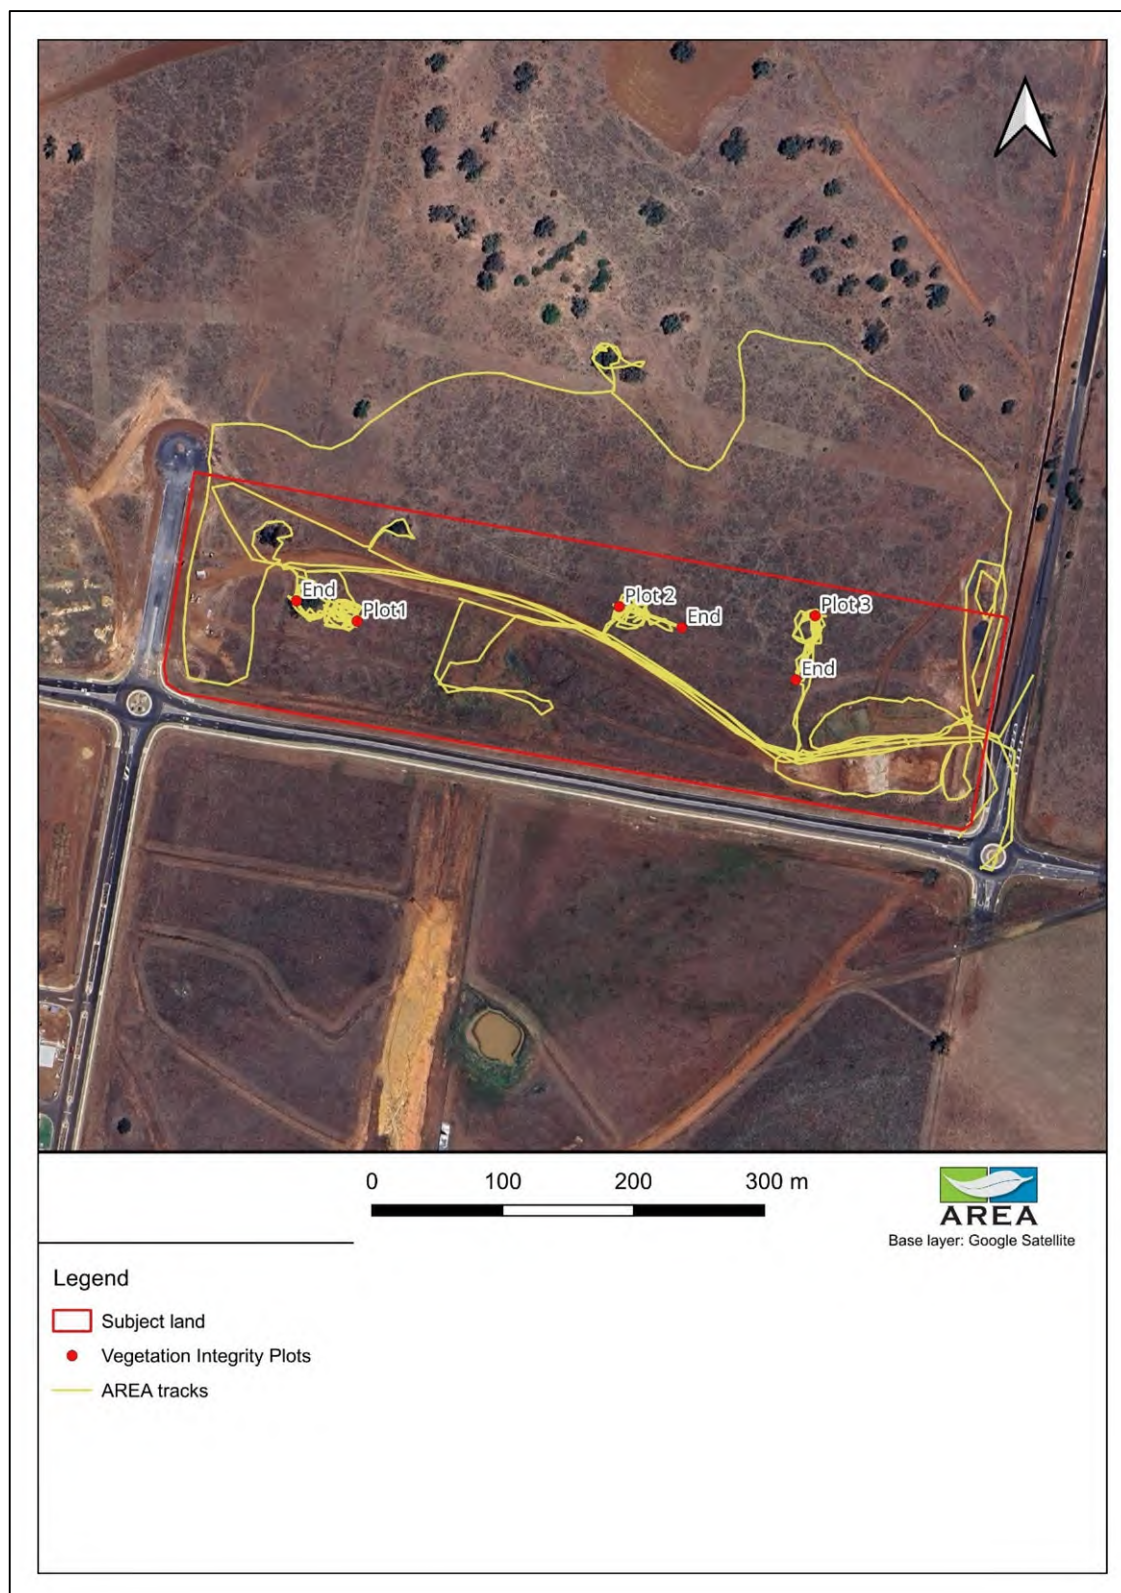 End
Plot1
Plot 2
End
Plot 3
End
0 100 200 300 m
AREA
Base layer: Google Satellite
Legend
Subject land
Vegetation Integrity Plots
AREA tracks